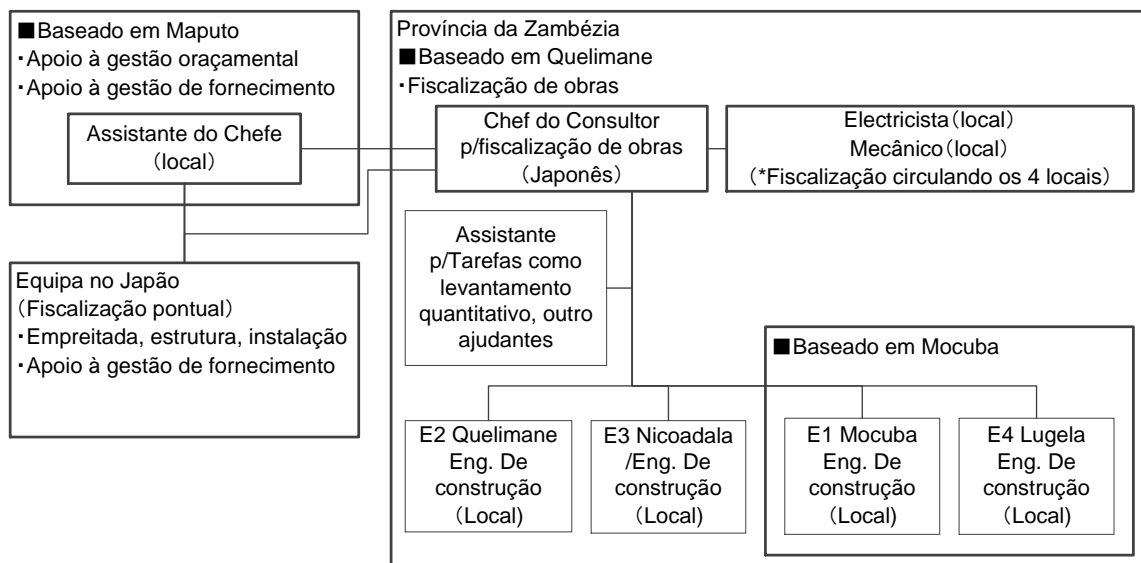 ■Baseado em Maputo
･Apoio à gestão oraçamental
･Apoio à gestão de fornecimento
Assistante do Chefe
（local）
Equipa no Japão
（Fiscalização pontual）
･Empreitada, estrutura, instalação
･Apoio à gestão de fornecimento
Província da Zambézia
■Baseado em Quelimane
･Fiscalização de obras
Chef do Consultor
p/fiscalização de obras
（Japonês）
Electricista（local）
Mecânico（local）
（*Fiscalização circulando os 4 locais）
Assistante
p/Tarefas como
levantamento
quantitativo, outro
ajudantes
■Baseado em Mocuba
E2 Quelimane
Eng. De
construção
（Local）
E3 Nicoadala
/Eng. De
construção
（Local）
E1 Mocuba
Eng. De
construção
（Local）
E4 Lugela
Eng. De
construção
（Local）